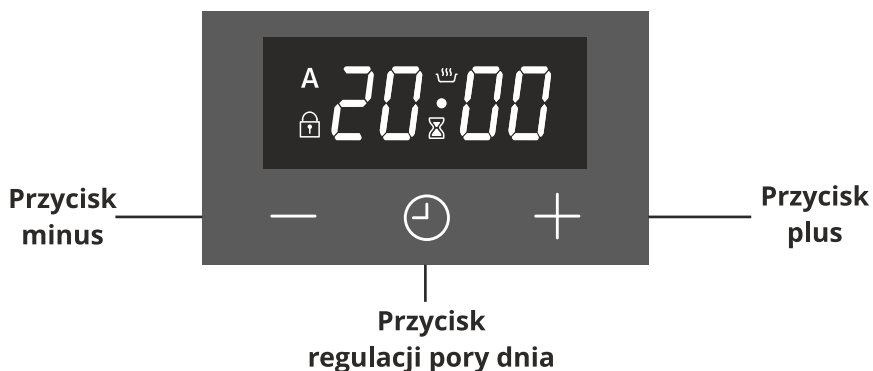 A
20:00
Przycisk
minus
Przycisk
plus
Przycisk
regulacji pory dnia